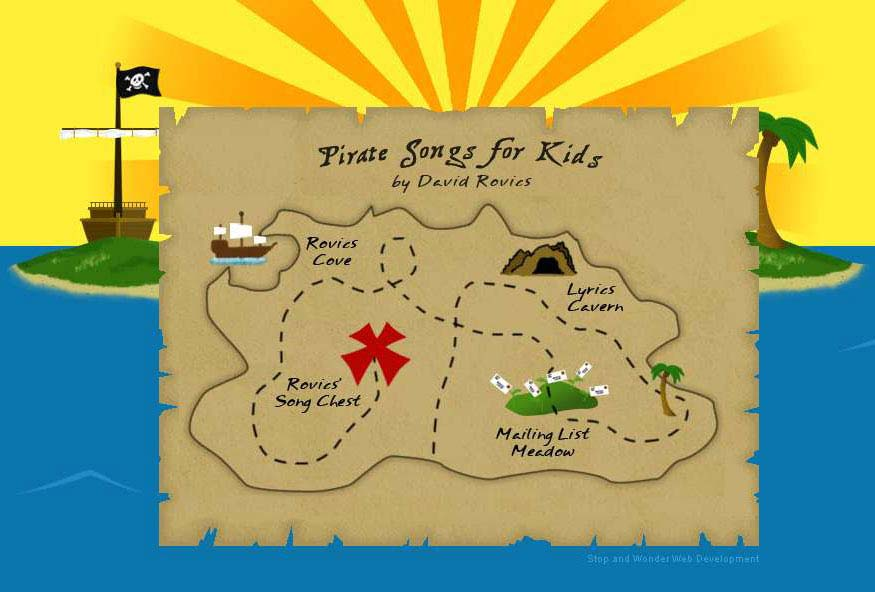 Pirate Songs for Kids
by David Rovics
Rovics
Cove
Lyrics
Cavern
Rovics'
Song Chest
Mailing List
Meadow
Stop and Wonder Web Development